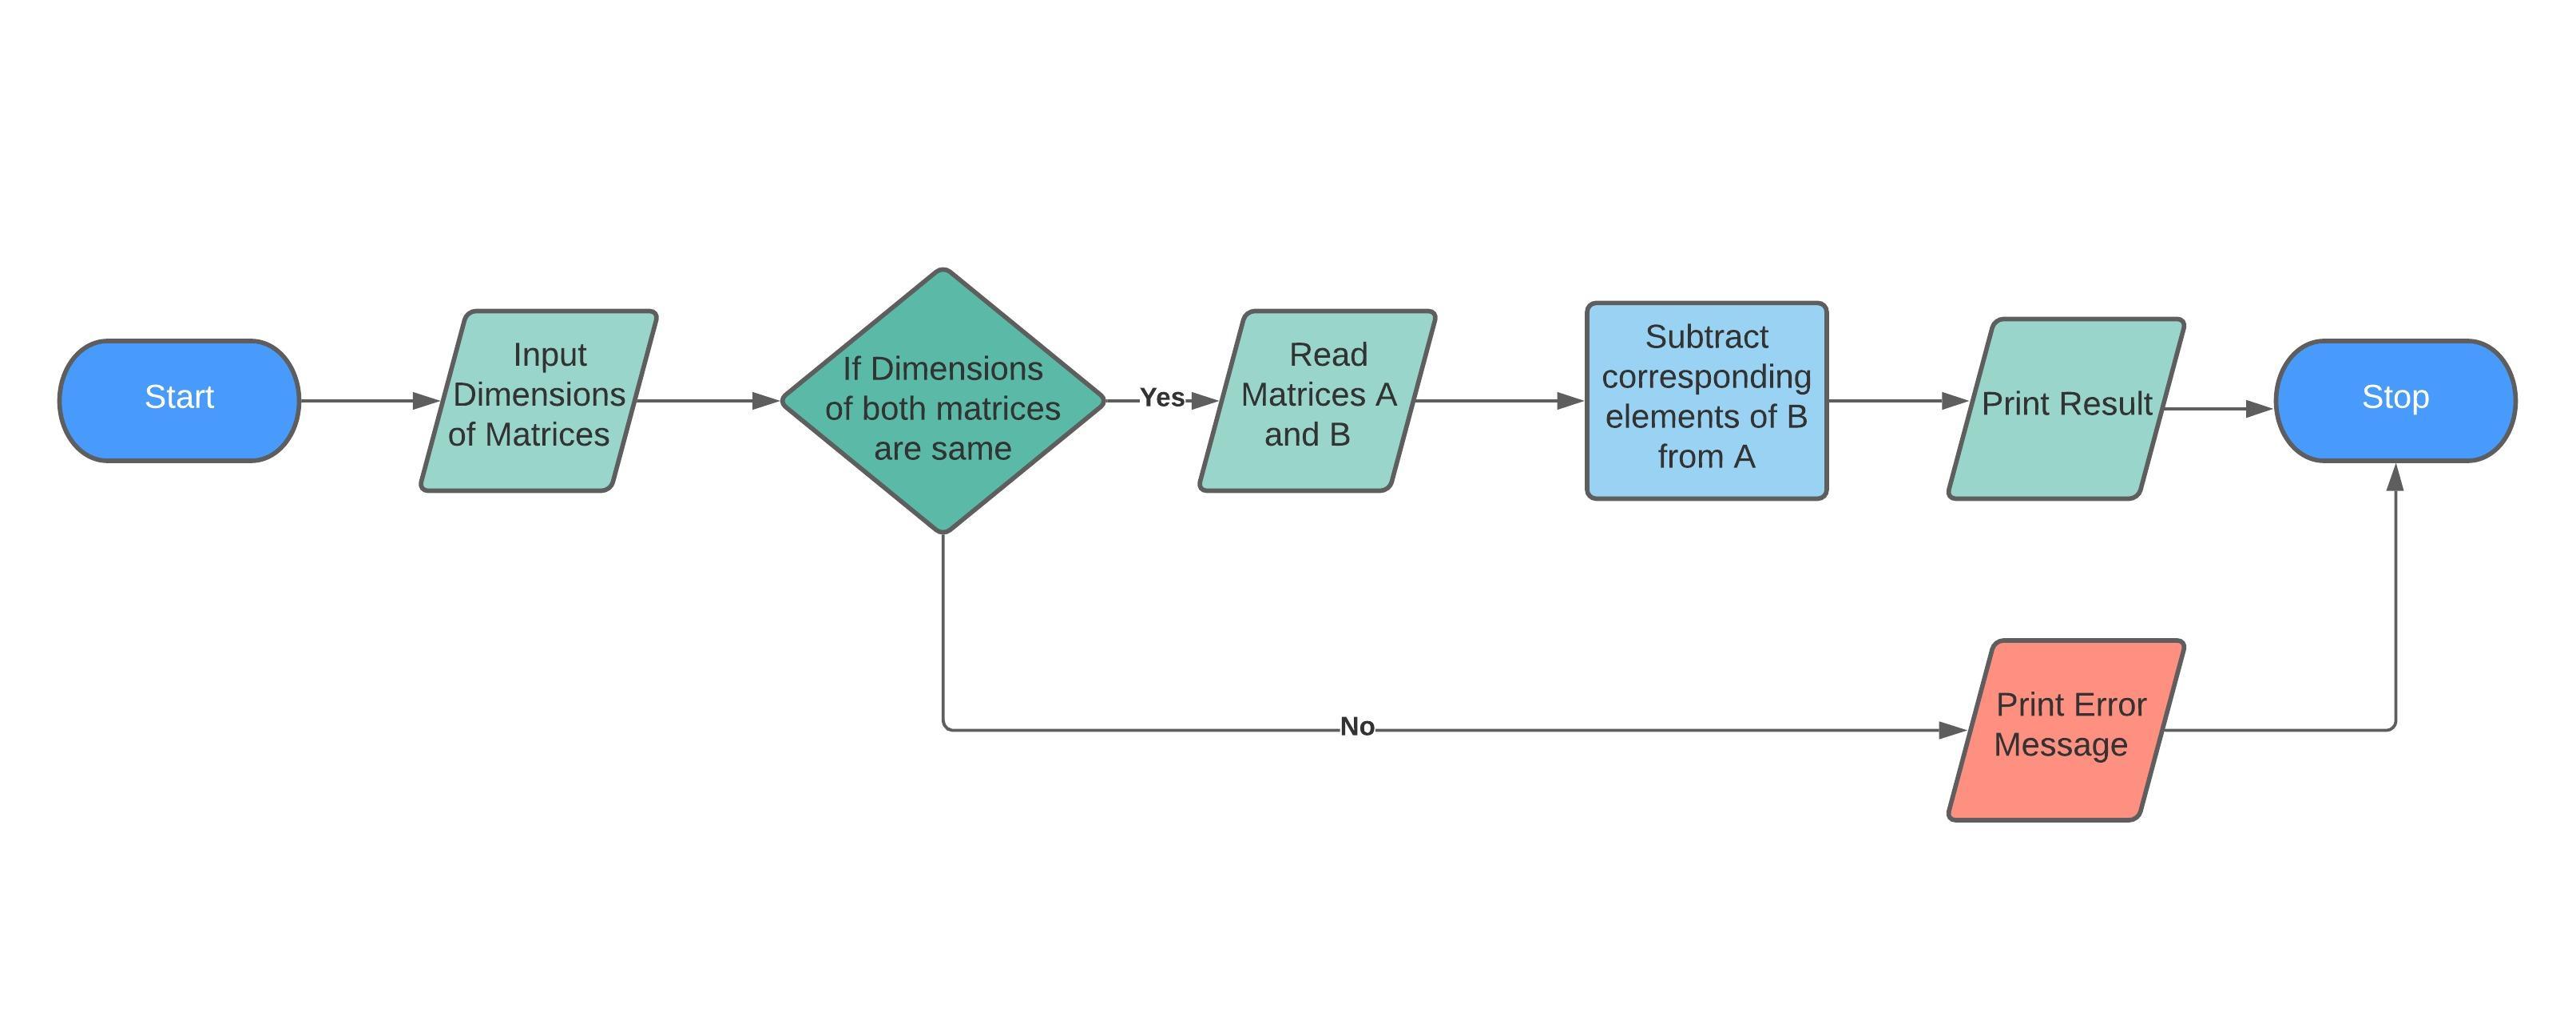 Start
Input
Dimensions
of Matrices
If Dimensions
of both matrices
are same
Yes
Read
Matrices A
and B
Subtract
corresponding
elements of B
from A
Print Result
Stop
No
Print Error
Message